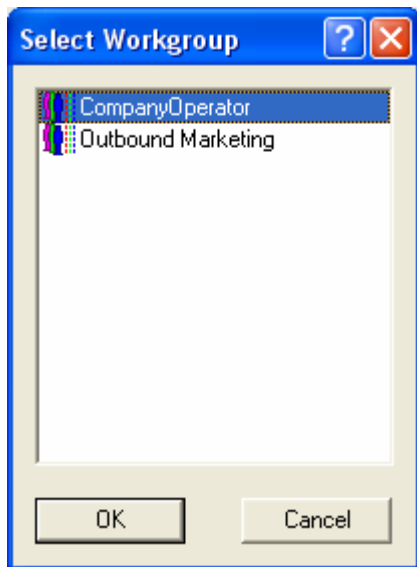 Select Workgroup ?
CompanyOperator
Outbound Marketing
OK Cancel